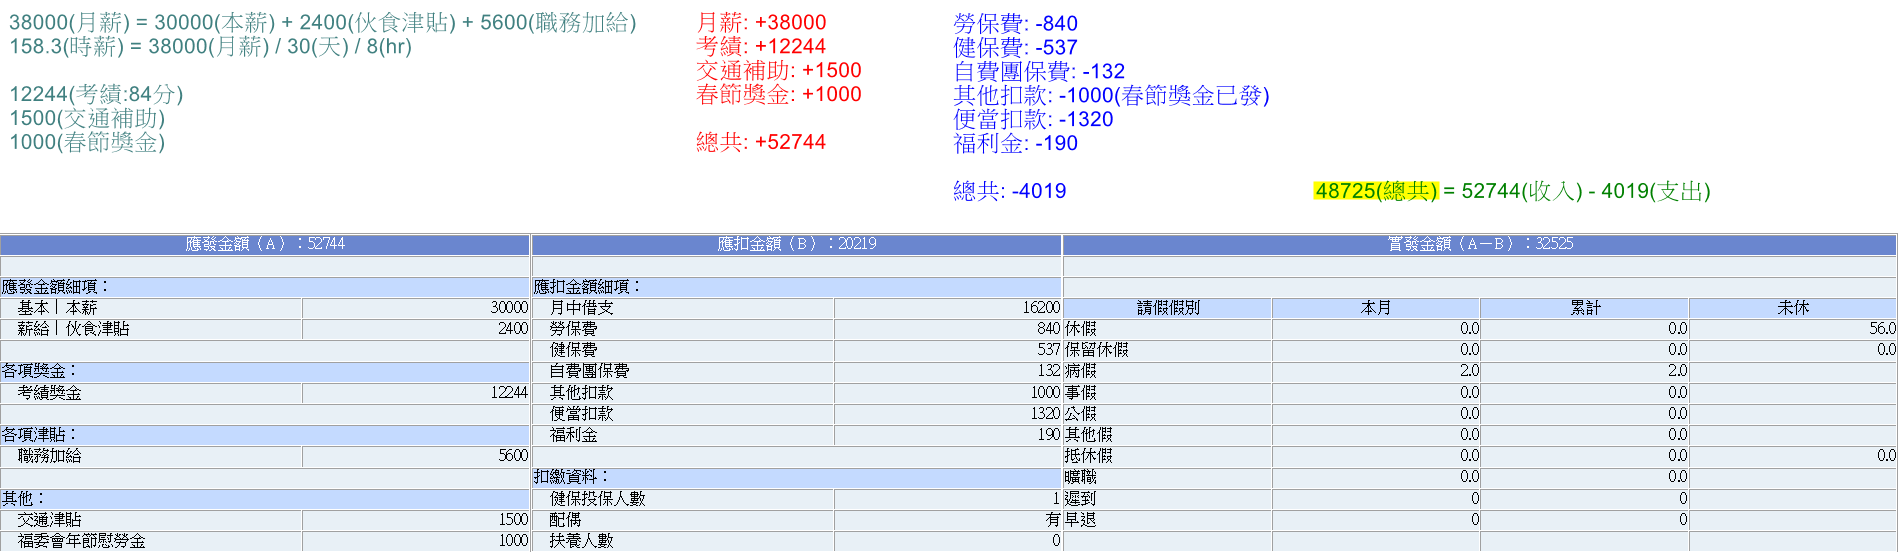 38000(月薪) = 30000(本薪) + 2400(伙食津貼) + 5600(職務加給)
158.3(時薪) = 38000(月薪) / 30(天) / 8(hr)
12244(考績:84分)
1500(交通補助)
1000(春節獎金)
月薪: +38000
考績: +12244
交通補助: +1500
春節獎金: +1000
總共: +52744
勞保費: -840
健保費: -537
自費團保費: -132
其他扣款: -1000(春節獎金已發)
便當扣款: -1320
福利金: -190
總共: -4019
48725(總共) = 52744(收入) - 4019(支出)
應發金額（A）：52744
應發金額細項：
基本｜本薪 30000
薪給｜伙食津貼 2400
各項獎金：
考績獎金 12244
各項津貼：
職務加給 5600
其他：
交通津貼 1500
福委會年節慰勞金 1000
應扣金額（B）：20219
應扣金額細項：
月中借支 16200
勞保費 840
健保費 537
自費團保費 132
其他扣款 1000
便當扣款 1320
福利金 190
扣繳資料：
健保投保人數 1
配偶 有
扶養人數 0
實發金額（A－B）：32525
請假假別 本月 累計 未休
休假 0.0 0.0 56.0
保留休假 0.0 0.0 0.0
病假 2.0 2.0
事假 0.0 0.0
公假 0.0 0.0
其他假 0.0 0.0
抵休假 0.0 0.0 0.0
曠職 0.0 0.0
遲到 0 0
早退 0 0